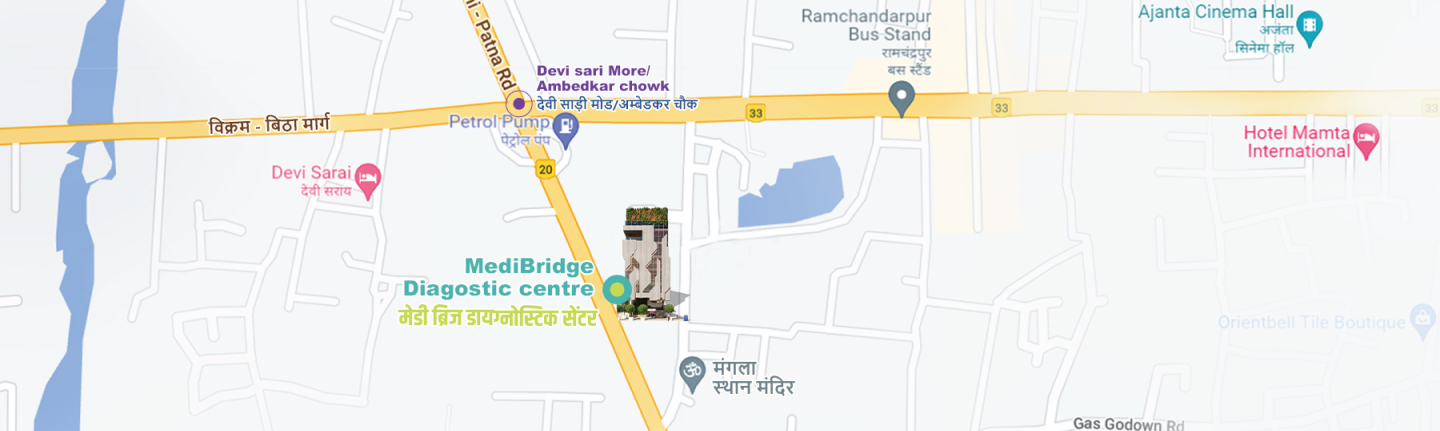 ni - Patna Rd
Devi sari More/
Ambedkar chowk
देवी साड़ी मोड/अम्बेडकर चौक
Ramchandarpur
Bus Stand
रामचंद्रपुर
बस स्टैंड
Ajanta Cinema Hall
अजंता
सिनेमा हॉल
33
33
33
विक्रम - बिठा मार्ग
Petrol Pump
पेट्रोल पंप
Hotel Mamta
International
20
Devi Sarai
देवी सराय
MediBridge
Diagostic centre
मेडी ब्रिज डायग्नोस्टिक सेंटर
Orientbell Tile Boutique
मंगला
स्थान मंदिर
Gas Godown Rd